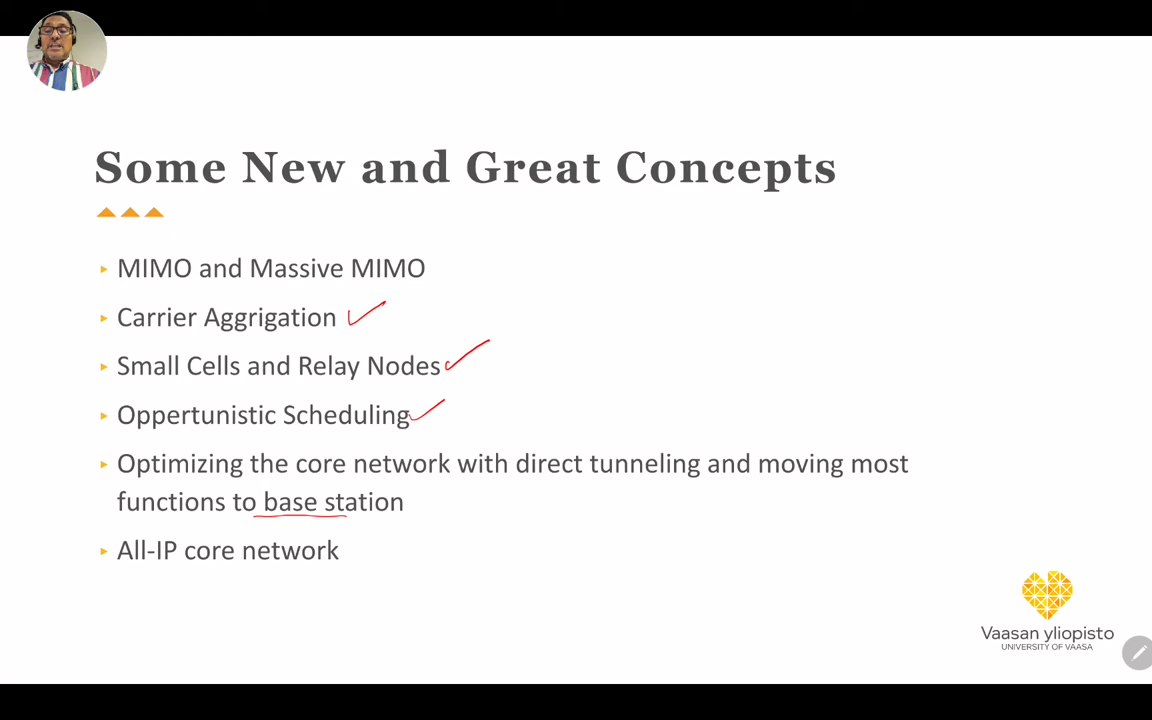 Some New and Great Concepts
MIMO and Massive MIMO
Carrier Aggrigation
Small Cells and Relay Nodes
Oppertunistic Scheduling
Optimizing the core network with direct tunneling and moving most
functions to base station
All-IP core network
Vaasan yliopisto
UNIVERSITY OF VAASA